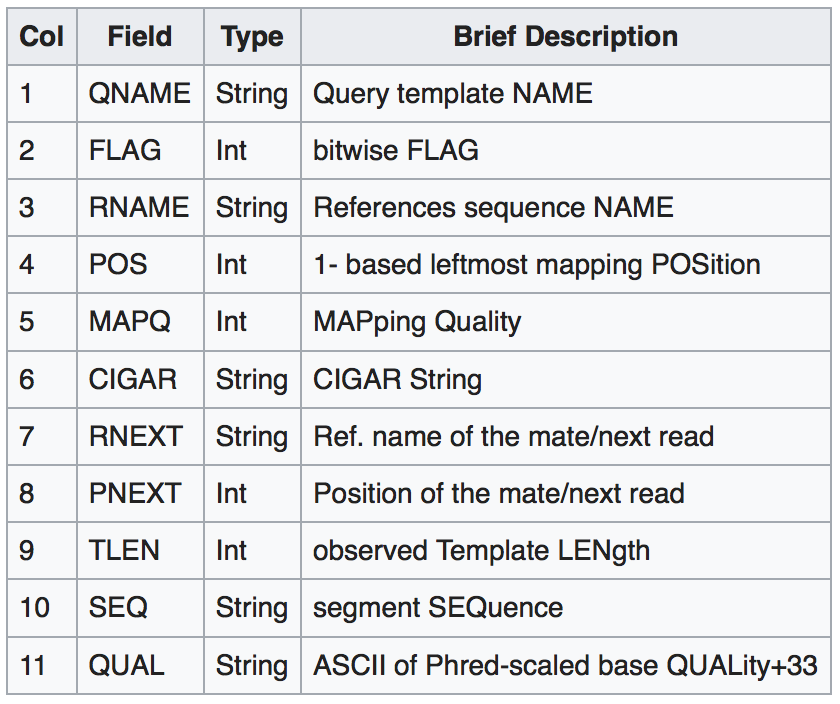 Col Field Type Brief Description
1 QNAME String Query template NAME
2 FLAG Int bitwise FLAG
3 RNAME String References sequence NAME
4 POS Int 1- based leftmost mapping POSition
5 MAPQ Int MAPping Quality
6 CIGAR String CIGAR String
7 RNEXT String Ref. name of the mate/next read
8 PNEXT Int Position of the mate/next read
9 TLEN Int observed Template LENgth
10 SEQ String segment SEQuence
11 QUAL String ASCII of Phred-scaled base QUALity+33